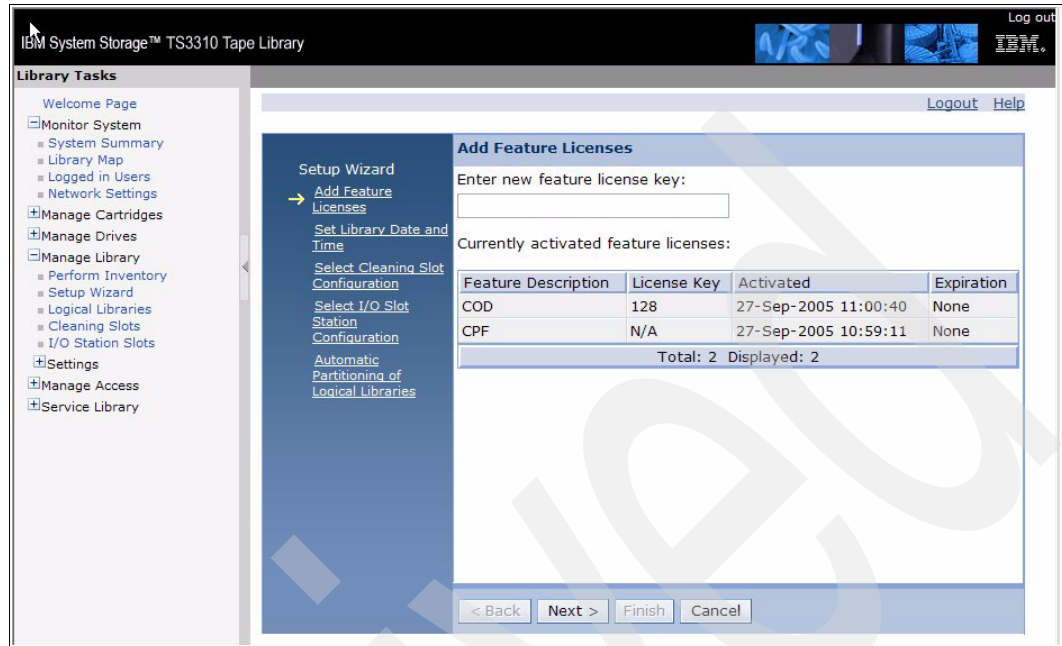 Log out
IBM System Storage™ TS3310 Tape Library
IBM.
Library Tasks
Welcome Page
Monitor System
System Summary
Library Map
Logged in Users
Network Settings
Manage Cartridges
Manage Drives
Manage Library
Perform Inventory
Setup Wizard
Logical Libraries
Cleaning Slots
I/O Station Slots
Settings
Manage Access
Service Library
Logout Help
Setup Wizard
Add Feature
Licenses
Set Library Date and
Time
Select Cleaning Slot
Configuration
Select I/O Slot
Station
Configuration
Automatic
Partitioning of
Logical Libraries
Add Feature Licenses
Enter new feature license key:
Currently activated feature licenses:
Feature Description License Key Activated Expiration
COD 128 27-Sep-2005 11:00:40 None
CPF N/A 27-Sep-2005 10:59:11 None
Total: 2 Displayed: 2
< Back Next > Finish Cancel